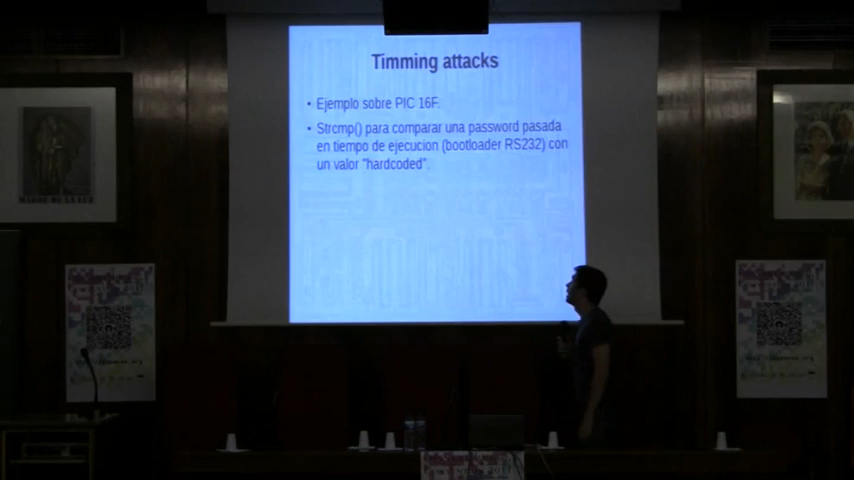 Timming attacks
• Ejemplo sobre PIC 16F.
• Strcmp() para comparar una password pasada
en tiempo de ejecucion (bootloader RS232) con
un valor "hardcoded".